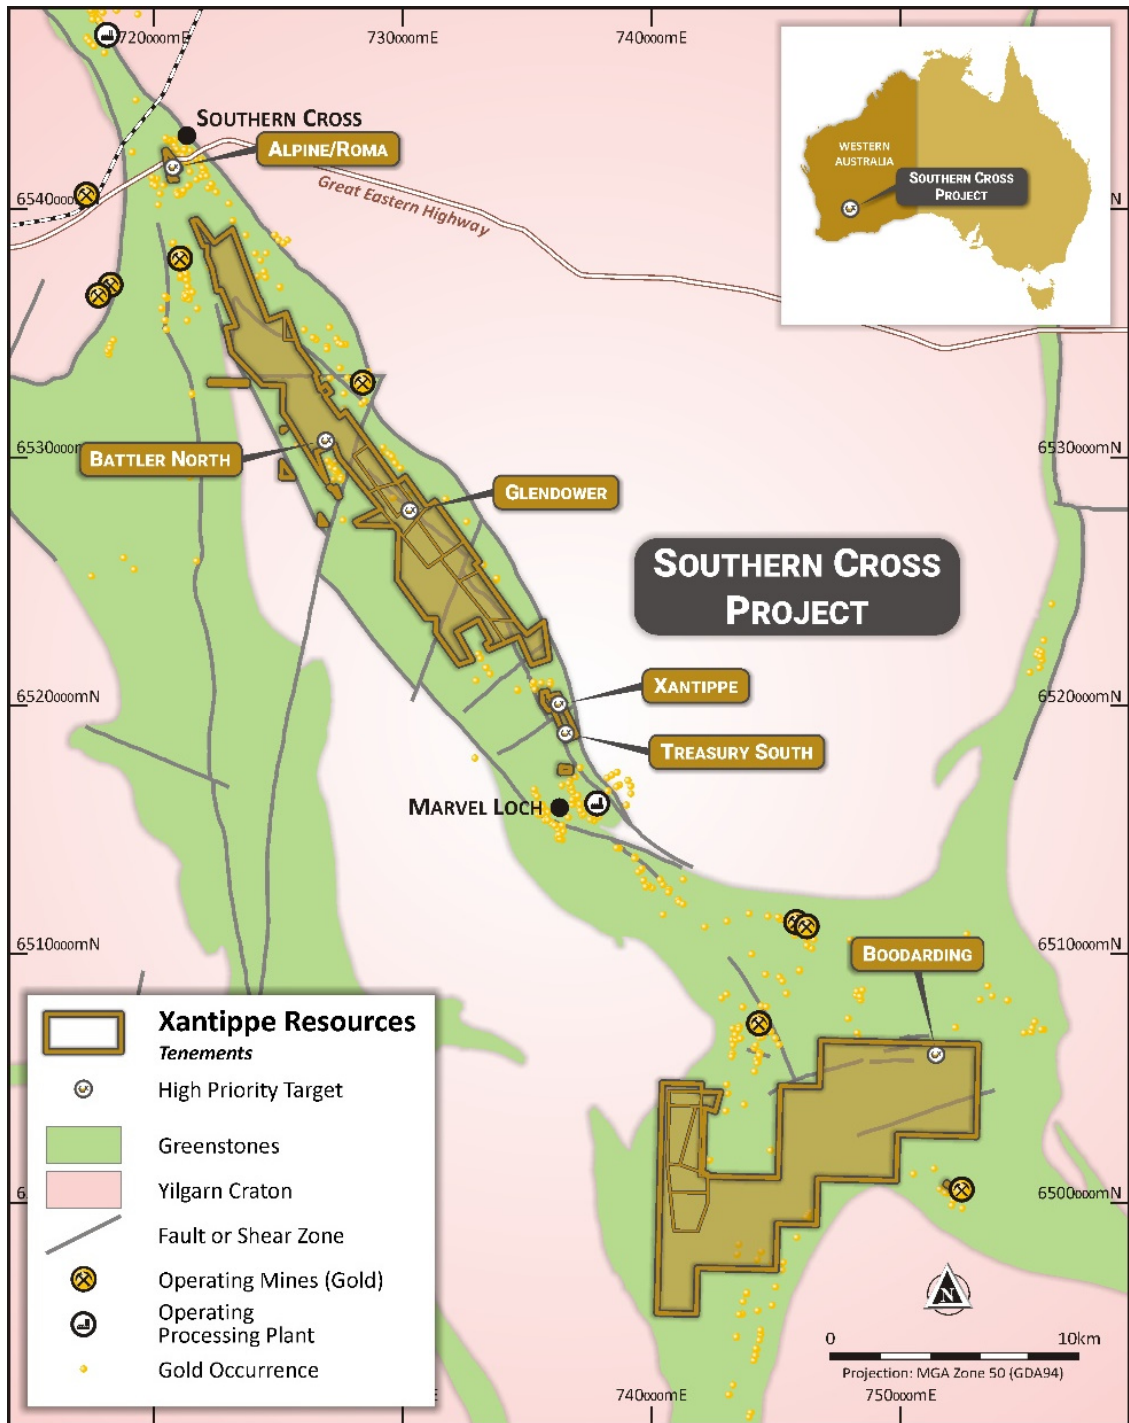 720000mE
730000mE
740000mE
SOUTHERN CROSS
ALPINE/ROMA
Great Eastern Highway
WESTERN
AUSTRALIA
SOUTHERN CROSS
PROJECT
6540000mN
N
BATTLER NORTH
6530000mN
6530000mN
GLENDOWER
SOUTHERN CROSS
PROJECT
XANTIPPE
6520000mN
6520000mN
TREASURY SOUTH
MARVEL LOCH
6510000mN
6510000mN
BOODARDING
Xantippe Resources
Tenements
High Priority Target
Greenstones
Yilgarn Craton
Fault or Shear Zone
Operating Mines (Gold)
Operating
Processing Plant
Gold Occurrence
6500000mN
N
0 10km
Projection: MGA Zone 50 (GDA94)
740000mE
750000mE